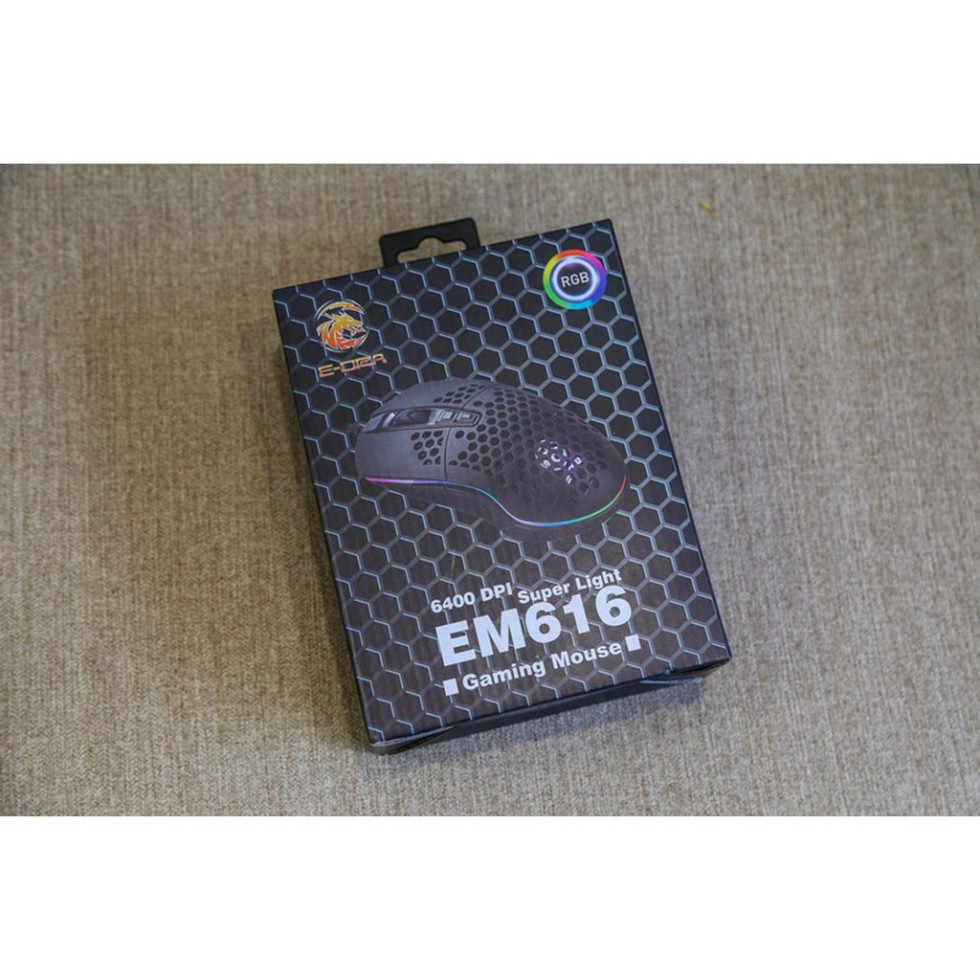 RGB
E-DRA
6400 DPI Super Light
EM616
Gaming Mouse